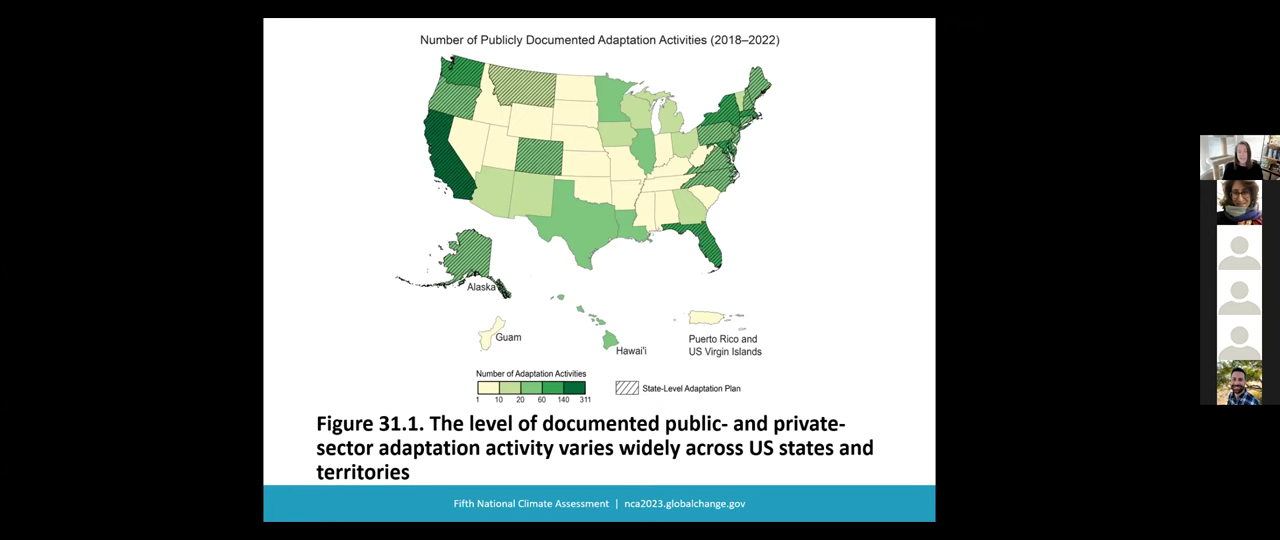 Number of Publicly Documented Adaptation Activities (2018–2022)
Alaska
Guam
Hawai'i
Puerto Rico and
US Virgin Islands
Number of Adaptation Activities
1 10 20 60 140 311
State-Level Adaptation Plan
Figure 31.1. The level of documented public- and private-
sector adaptation activity varies widely across US states and
territories
Fifth National Climate Assessment | nca2023.globalchange.gov